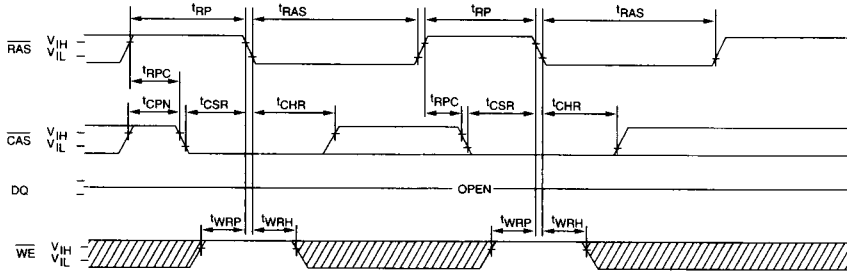 tRP tRAS tRP tRAS
RAS VIH
VIL
tRPC
tCPN tCSR tCHR tRPC tCSR tCHR
CAS VIH
VIL
DQ OPEN
tWRP tWRH tWRP tWRH
WE VIH
VIL